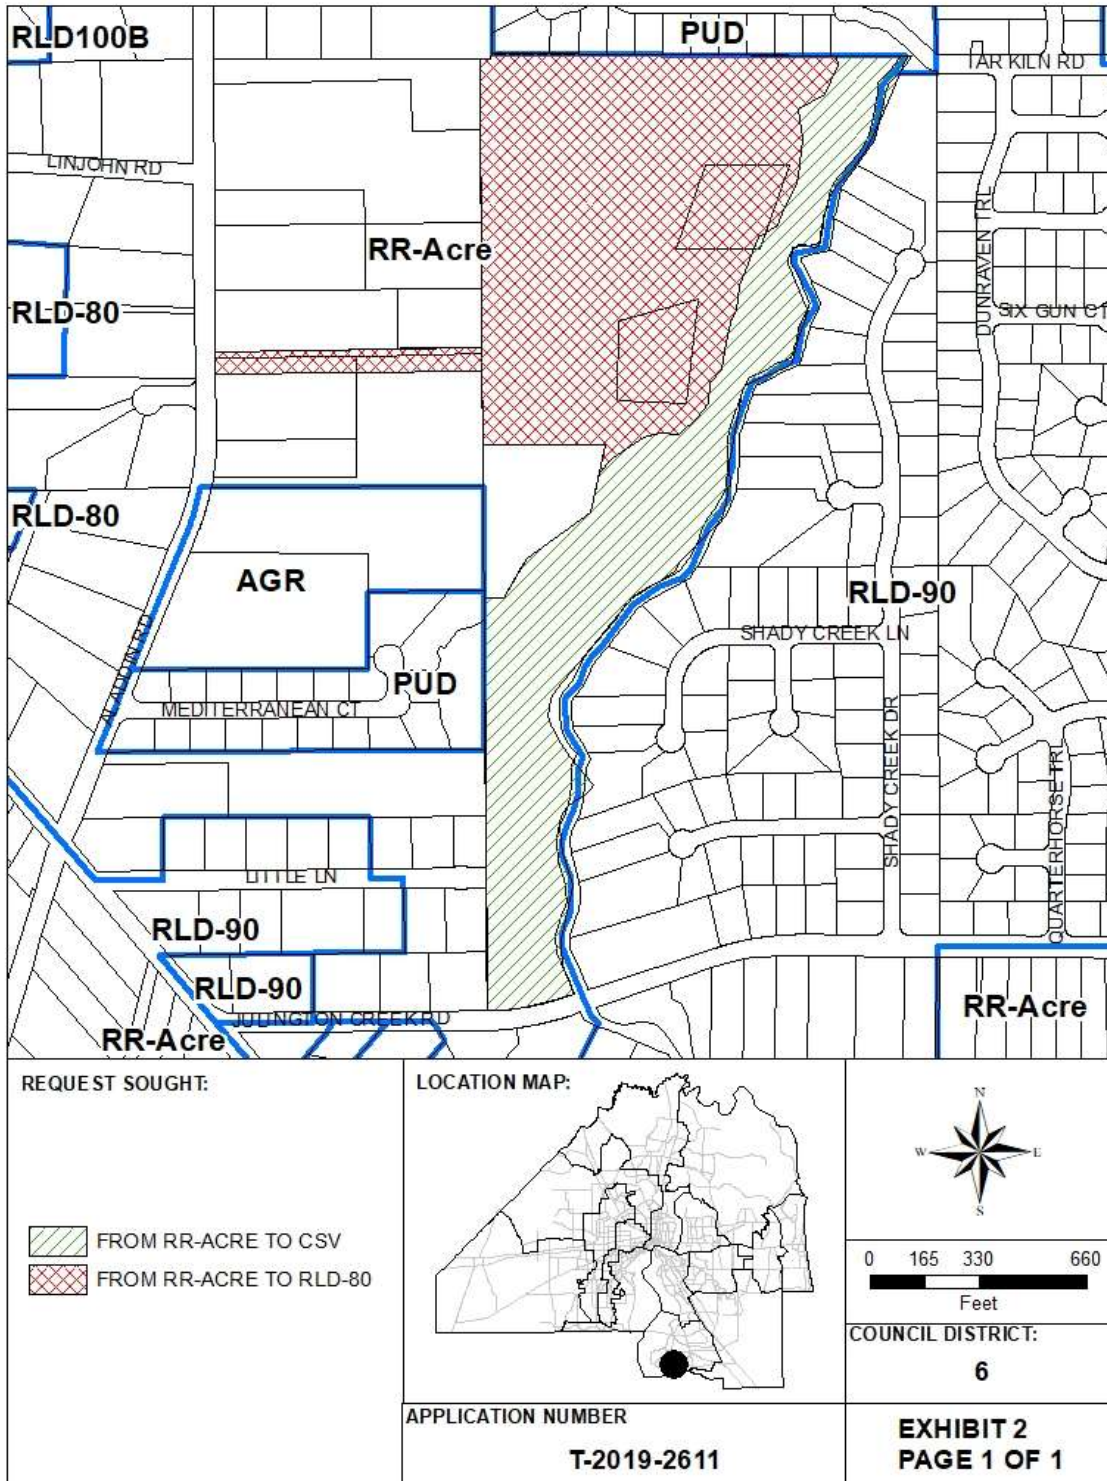 RLD100B
PUD
TAR KILN RD
LINJOHN RD
DUNRAVEN TRL
RR-Acre
RLD-80
SIX GUN CT
RLD-80
AGR
RLD-90
SHADY CREEK LN
ALADDIN RD
PUD
MEDITERRANEAN CT
SHADY CREEK DR
QUARTERHORSE TRL
LITTLE LN
RLD-90
RLD-90
RR-Acre
JULINGTON CREEK RD
RR-Acre
REQUEST SOUGHT:
FROM RR-ACRE TO CSV
FROM RR-ACRE TO RLD-80
LOCATION MAP:
N
W E
S
0 165 330 660
Feet
COUNCIL DISTRICT:
6
APPLICATION NUMBER
T-2019-2611
EXHIBIT 2
PAGE 1 OF 1